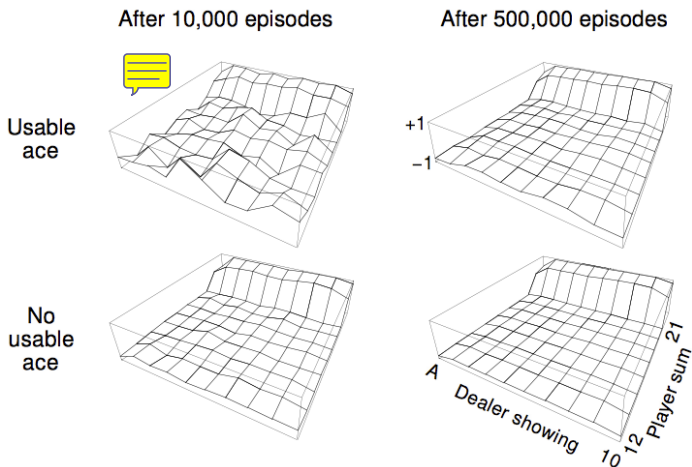 After 10,000 episodes
After 500,000 episodes
Usable
ace
+1
−1
No
usable
ace
A
Dealer showing
10
12
Player sum
21